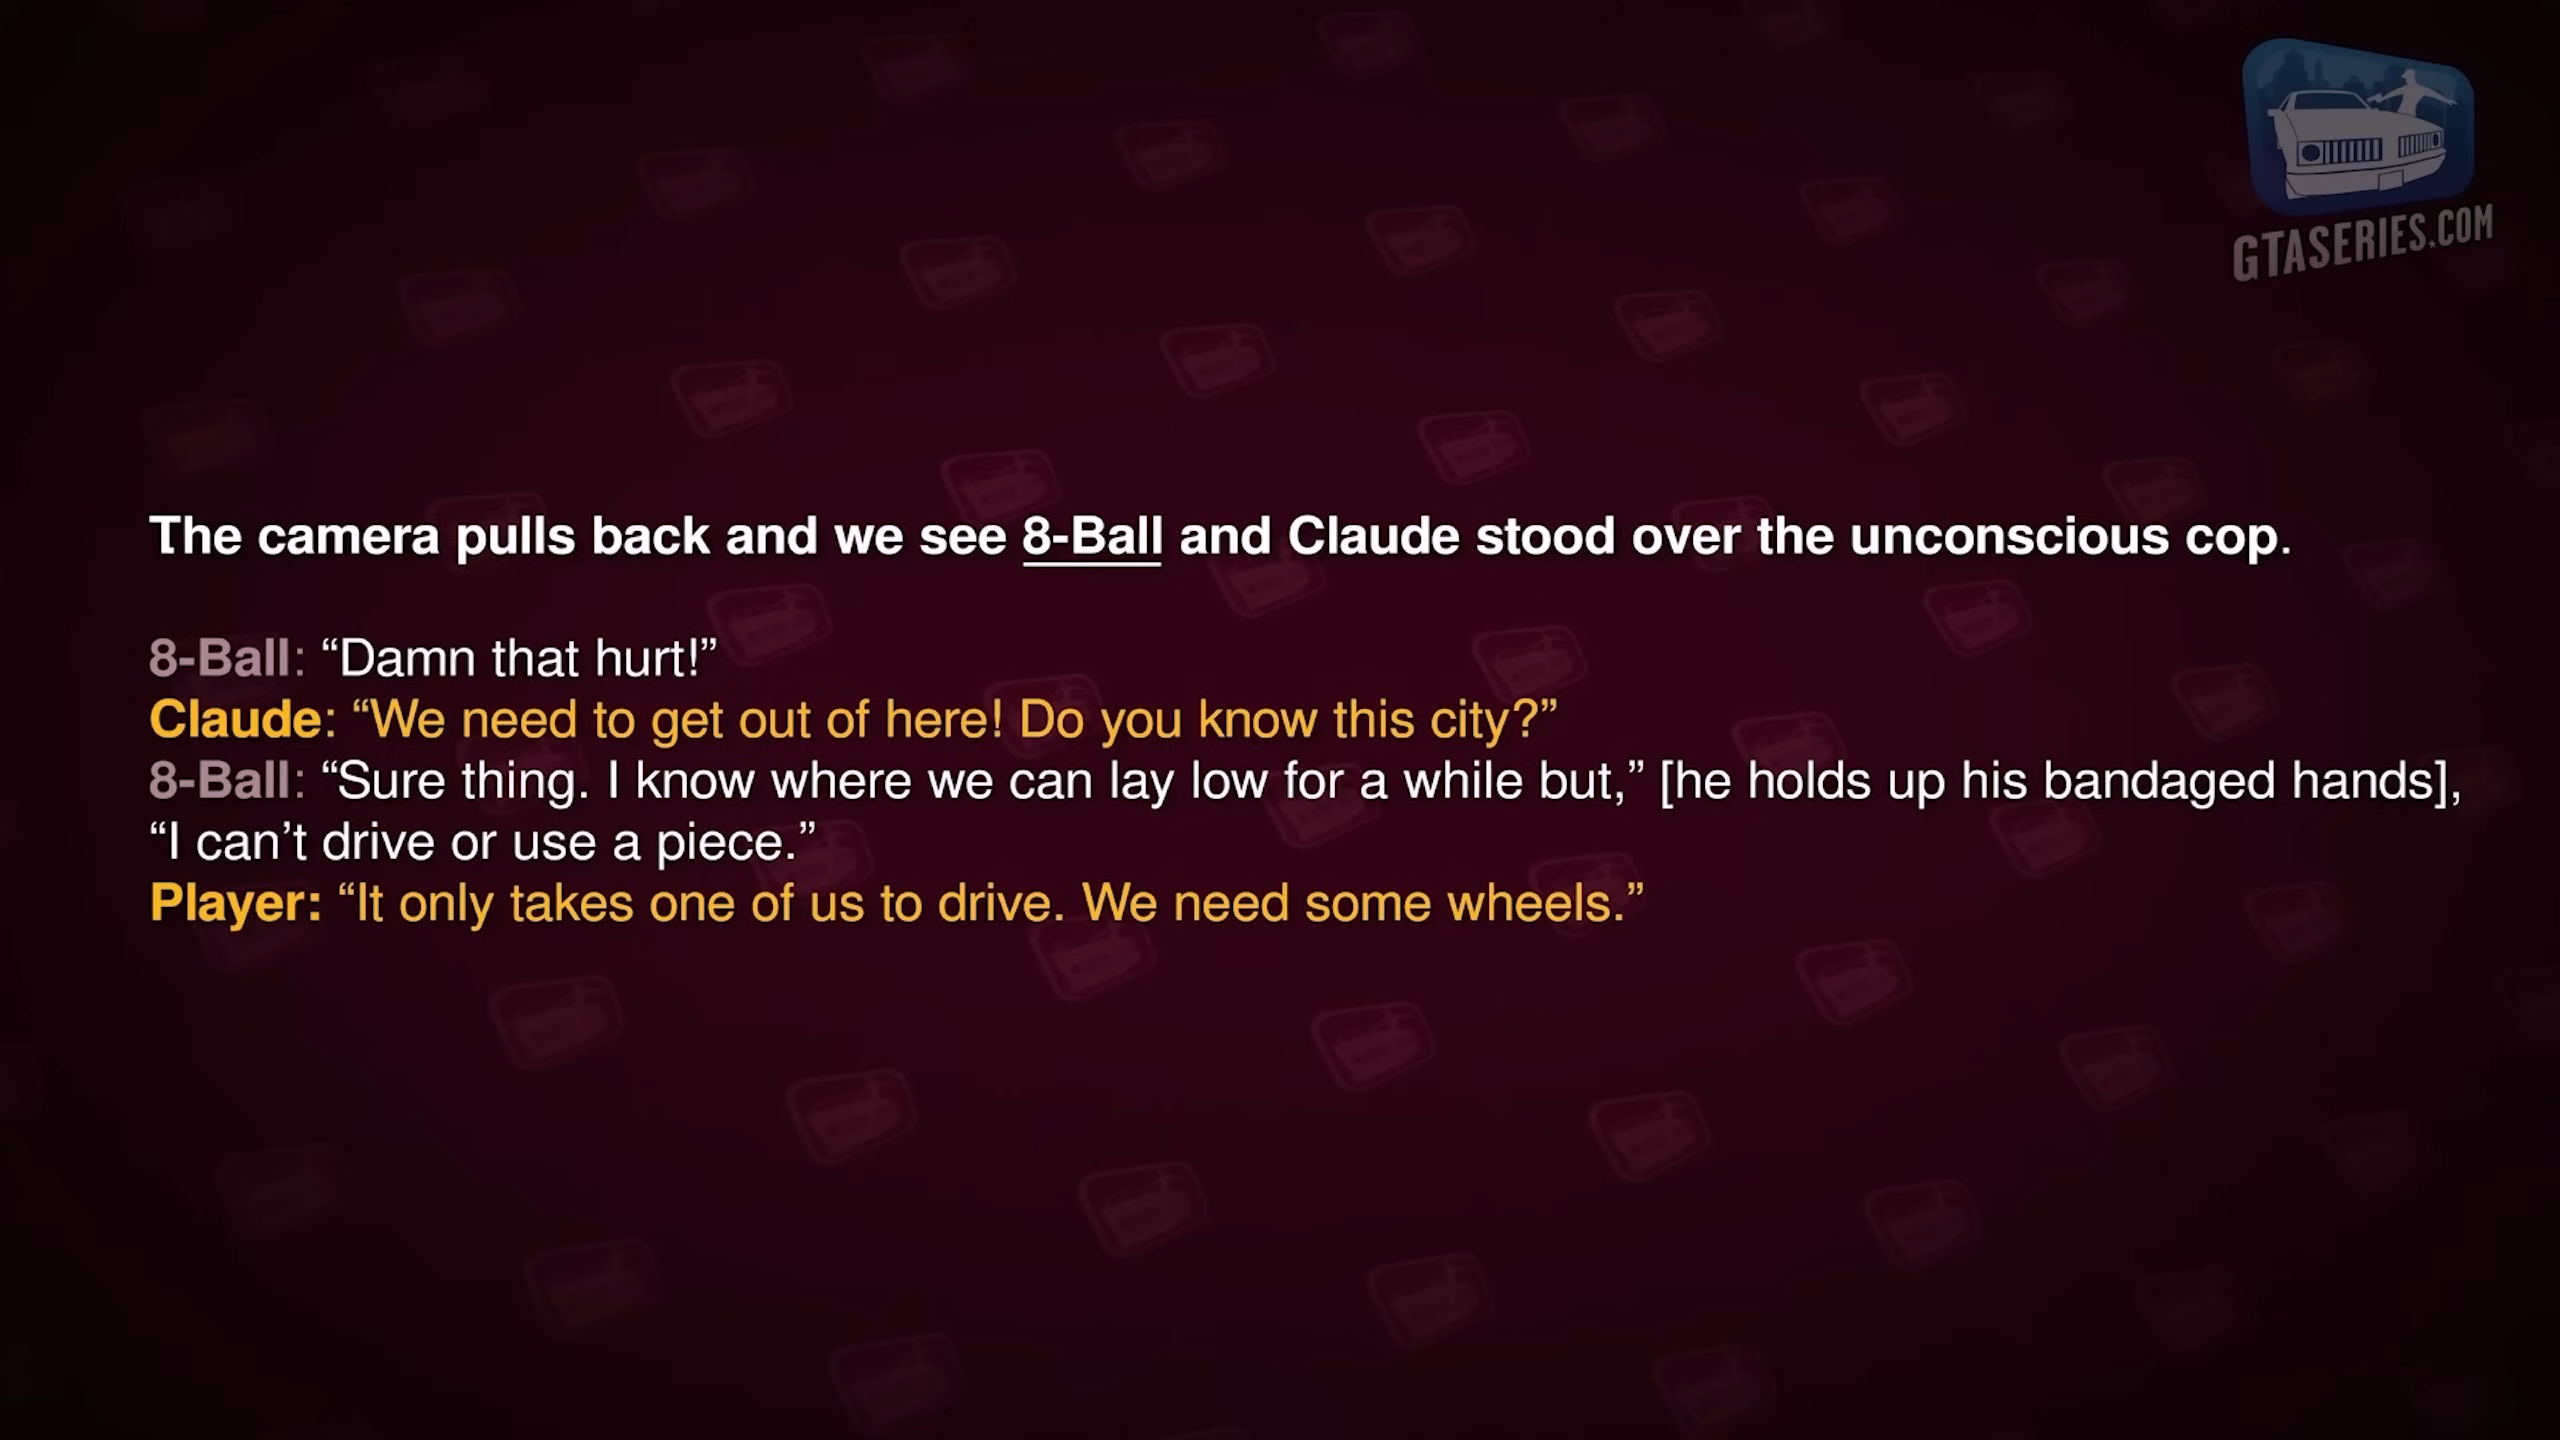 GTASERIES.COM
The camera pulls back and we see 8-Ball and Claude stood over the unconscious cop.
8-Ball: “Damn that hurt!”
Claude: “We need to get out of here! Do you know this city?”
8-Ball: “Sure thing. I know where we can lay low for a while but,” [he holds up his bandaged hands],
“I can’t drive or use a piece.”
Player: “It only takes one of us to drive. We need some wheels.”